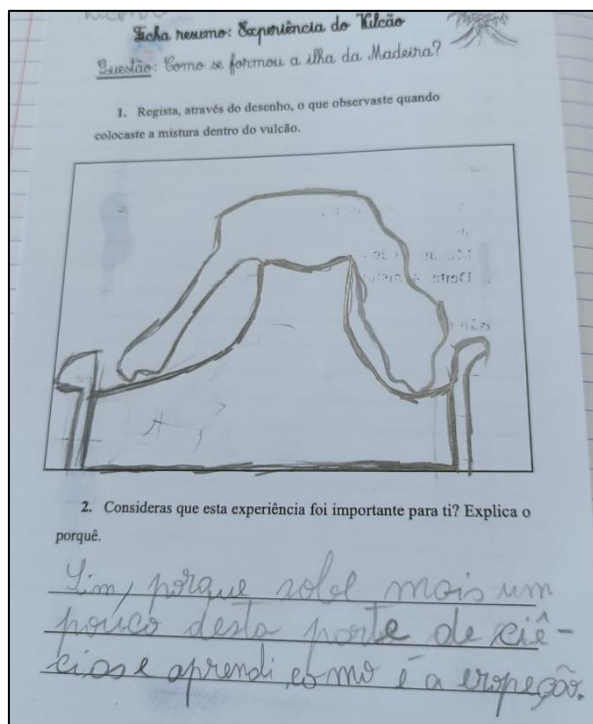 Ficha resumo: Experiência do Vulcão
Questão: Como se formou a ilha da Madeira?
1. Regista, através do desenho, o que observaste quando
colocaste a mistura dentro do vulcão.
2. Consideras que esta experiência foi importante para ti? Explica o
porquê.
Sim, porque sobe mais um
pouco desta parte de ciê-
cias e aprendi como é a eropeção.